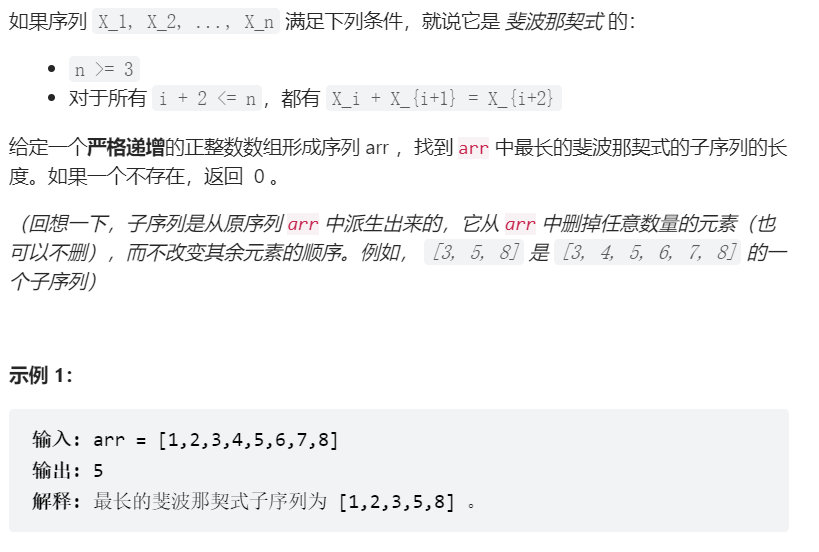 如果序列 X_1, X_2, ..., X_n 满足下列条件，就说它是 斐波那契式 的：
n >= 3
对于所有 i + 2 <= n，都有 X_i + X_{i+1} = X_{i+2}
给定一个严格递增的正整数数组形成序列 arr ，找到 arr 中最长的斐波那契式的子序列的长
度。如果一个不存在，返回 0 。
（回想一下，子序列是从原序列 arr 中派生出来的，它从 arr 中删掉任意数量的元素（也
可以不删），而不改变其余元素的顺序。例如， [3, 5, 8] 是 [3, 4, 5, 6, 7, 8] 的一
个子序列）
示例 1：
输入: arr = [1,2,3,4,5,6,7,8]
输出: 5
解释: 最长的斐波那契式子序列为 [1,2,3,5,8] 。